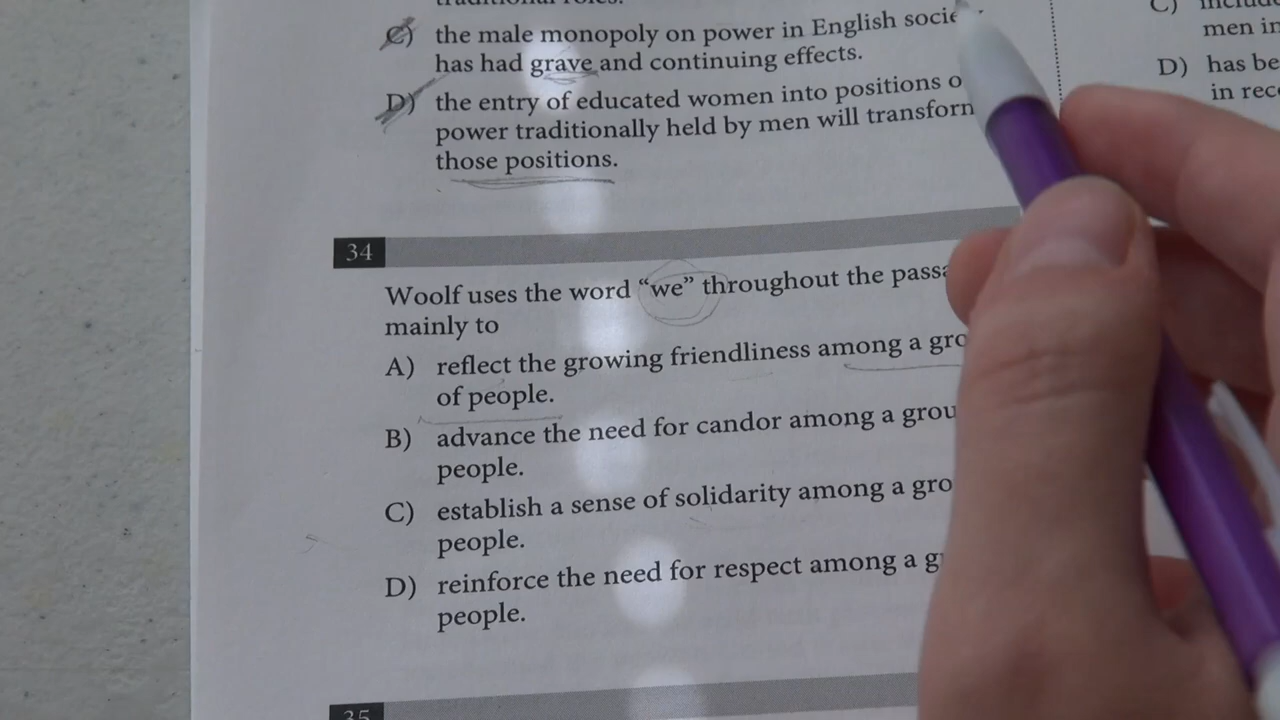 C) the male monopoly on power in English socie
has had grave and continuing effects.
D) the entry of educated women into positions o
power traditionally held by men will transform
those positions.
34
Woolf uses the word “we” throughout the passa
mainly to
A) reflect the growing friendliness among a gro
of people.
B) advance the need for candor among a grou
people.
C) establish a sense of solidarity among a gro
people.
D) reinforce the need for respect among a g
people.
35
C)
men in
D) has be
in rec